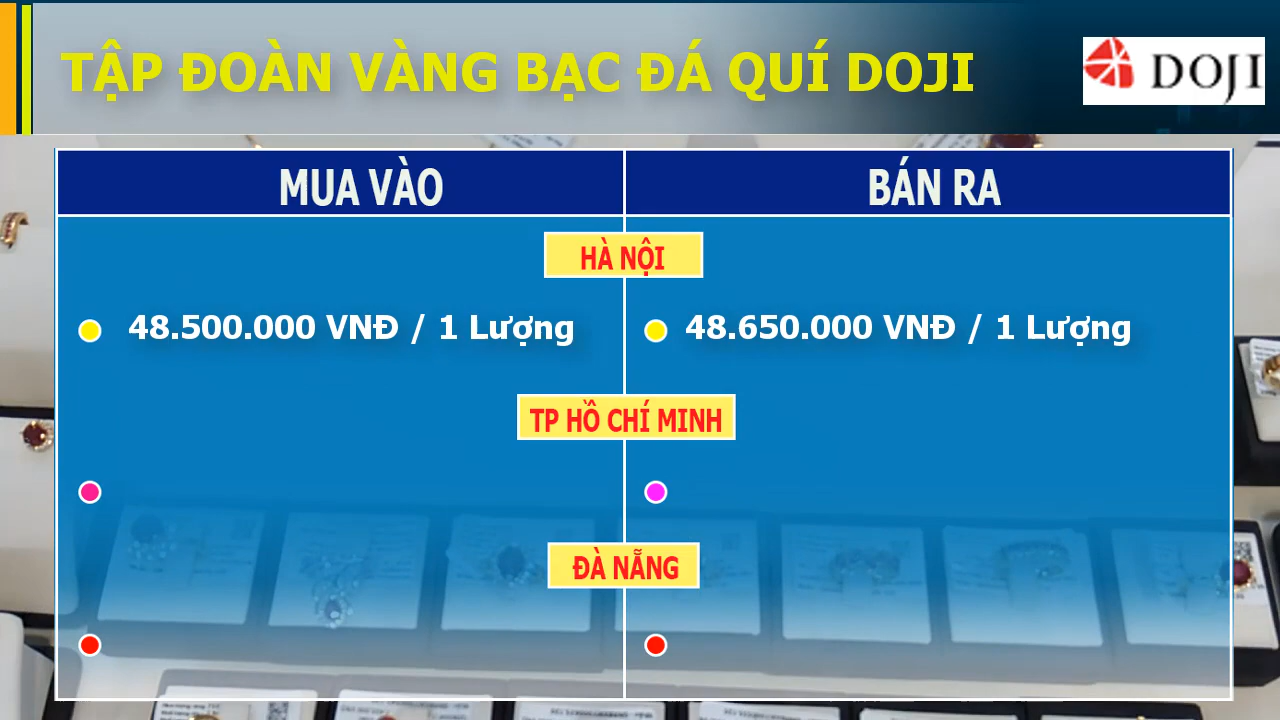 TẬP ĐOÀN VÀNG BẠC ĐÁ QUÍ DOJI
DOJI
MUA VÀO
BÁN RA
HÀ NỘI
48.500.000 VNĐ / 1 Lượng
48.650.000 VNĐ / 1 Lượng
TP HỒ CHÍ MINH
ĐÀ NẴNG